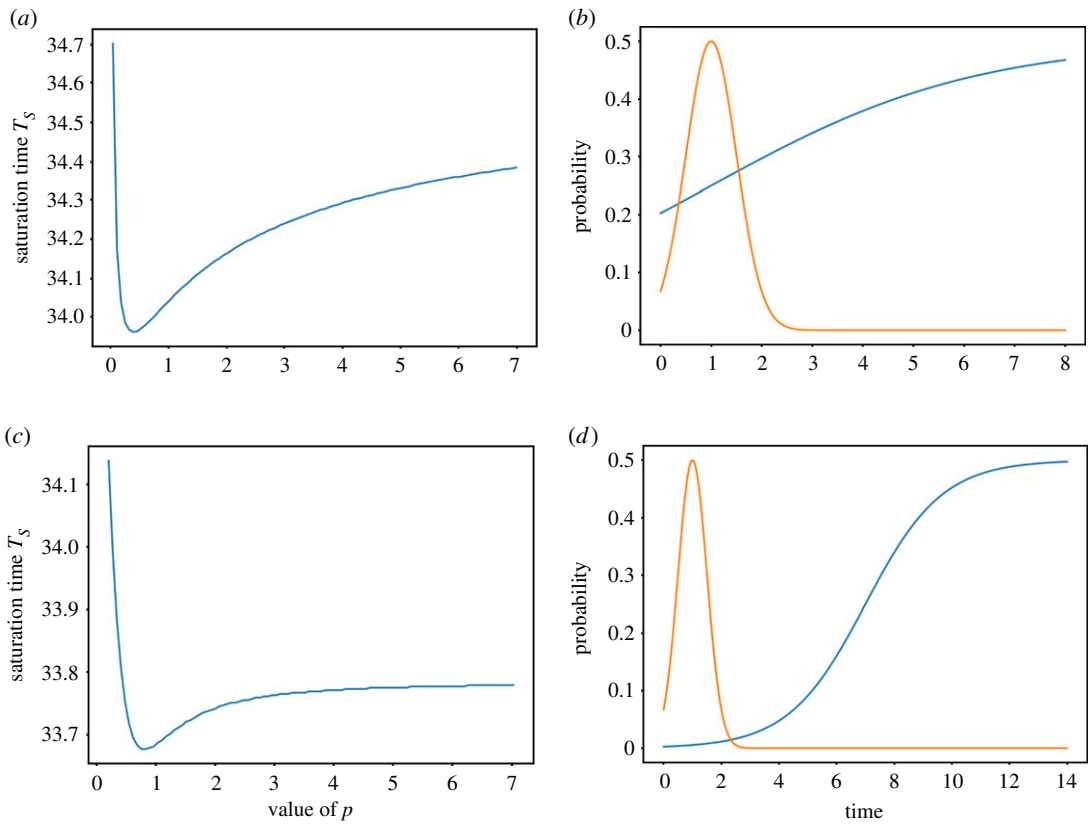 (a)
saturation time T_S
34.7
34.6
34.5
34.4
34.3
34.2
34.1
34.0
0 1 2 3 4 5 6 7
(b)
probability
0.5
0.4
0.3
0.2
0.1
0
0 1 2 3 4 5 6 7 8
(c)
saturation time T_S
34.1
34.0
33.9
33.8
33.7
0 1 2 3 4 5 6 7
value of p
(d)
probability
0.5
0.4
0.3
0.2
0.1
0
0 2 4 6 8 10 12 14
time